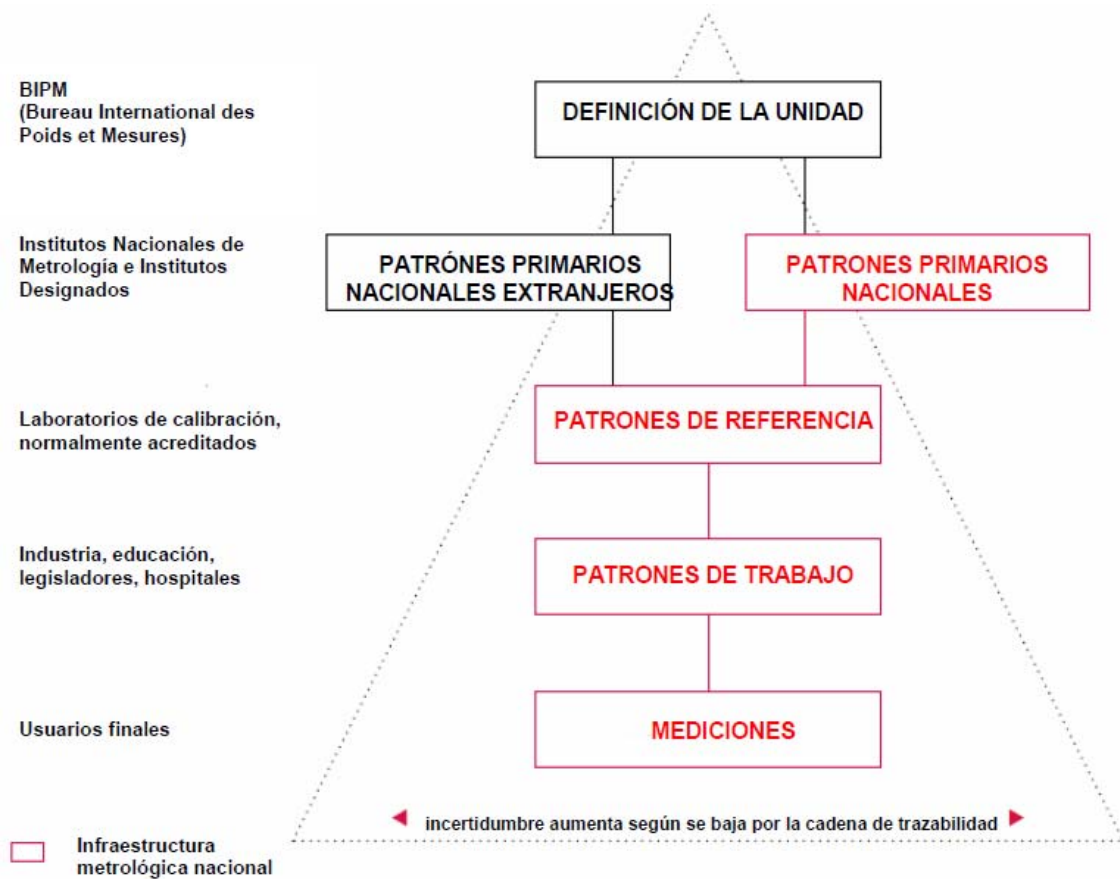 BIPM
(Bureau International des
Poids et Mesures)
DEFINICIÓN DE LA UNIDAD
Institutos Nacionales de
Metrología e Institutos
Designados
PATRÓNES PRIMARIOS
NACIONALES EXTRANJEROS
PATRONES PRIMARIOS
NACIONALES
Laboratorios de calibración,
normalmente acreditados
PATRONES DE REFERENCIA
Industria, educación,
legisladores, hospitales
PATRONES DE TRABAJO
Usuarios finales
MEDICIONES
incertidumbre aumenta según se baja por la cadena de trazabilidad
Infraestructura
metrológica nacional